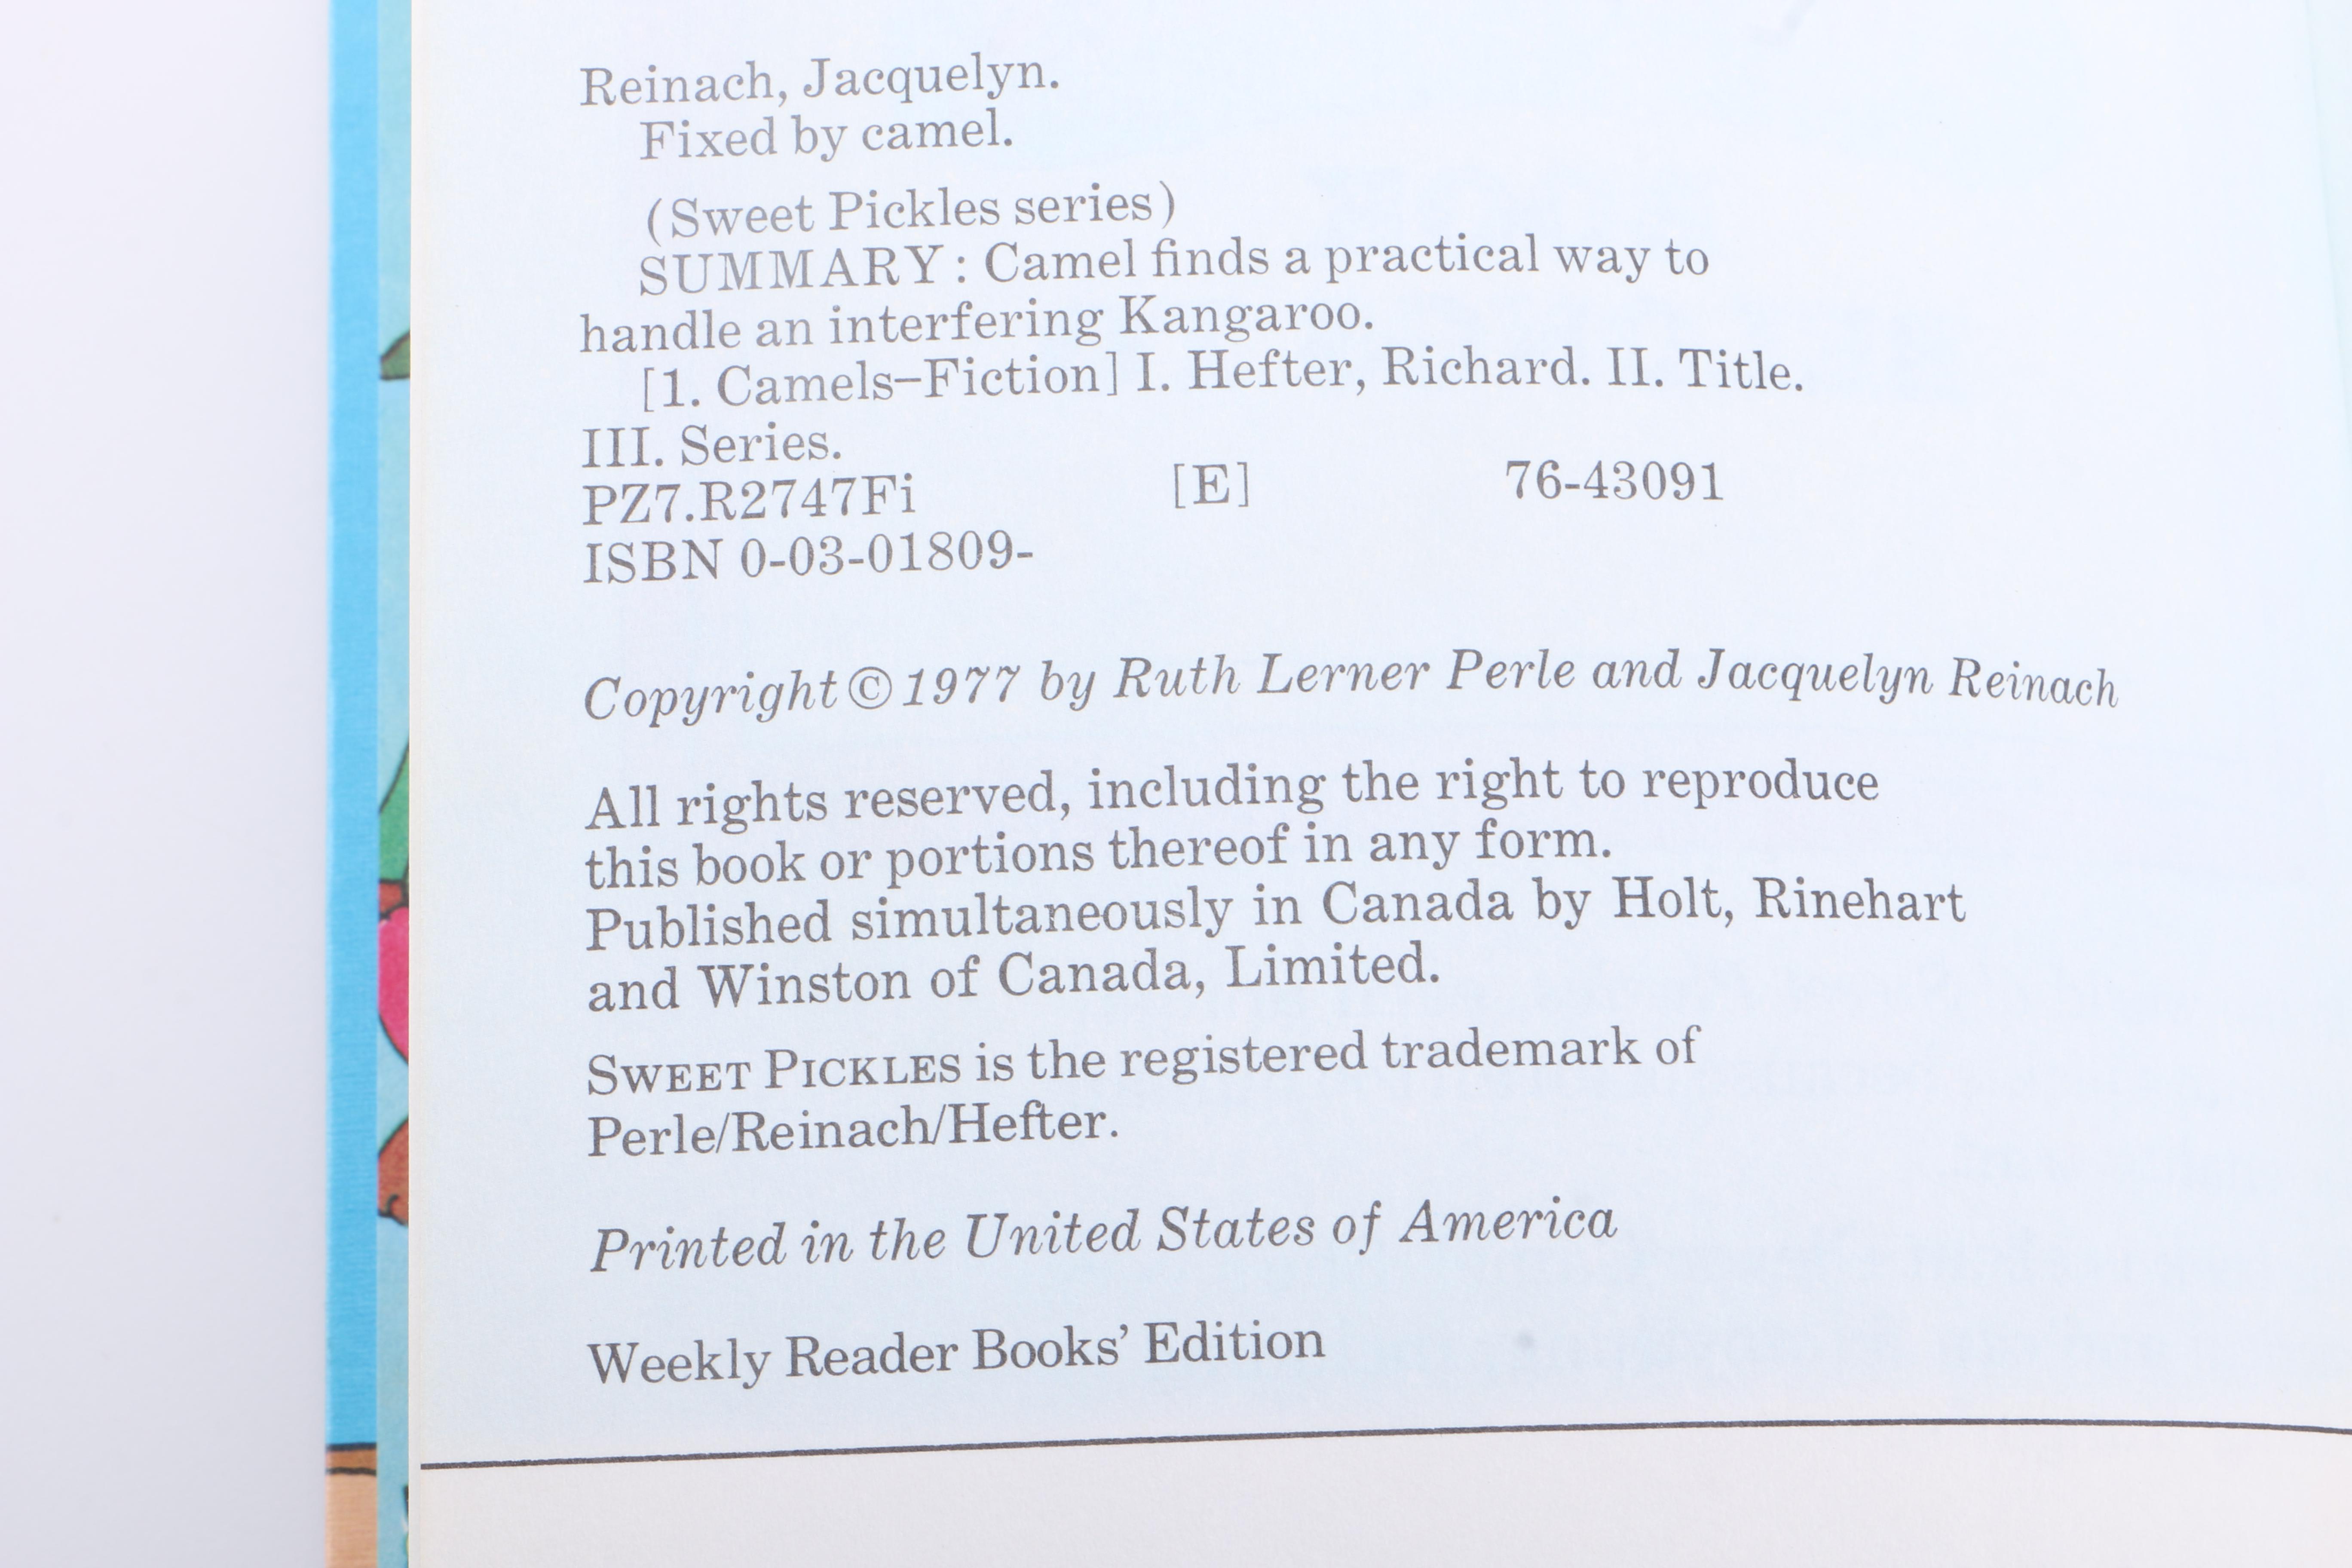 Reinach, Jacquelyn.
Fixed by camel.
(Sweet Pickles series)
SUMMARY: Camel finds a practical way to
handle an interfering Kangaroo.
[1. Camels–Fiction] I. Hefter, Richard. II. Title.
III. Series.
PZ7.R2747Fi [E] 76-43091
ISBN 0-03-01809-
Copyright © 1977 by Ruth Lerner Perle and Jacquelyn Reinach
All rights reserved, including the right to reproduce
this book or portions thereof in any form.
Published simultaneously in Canada by Holt, Rinehart
and Winston of Canada, Limited.
SWEET PICKLES is the registered trademark of
Perle/Reinach/Hefter.
Printed in the United States of America
Weekly Reader Books’ Edition